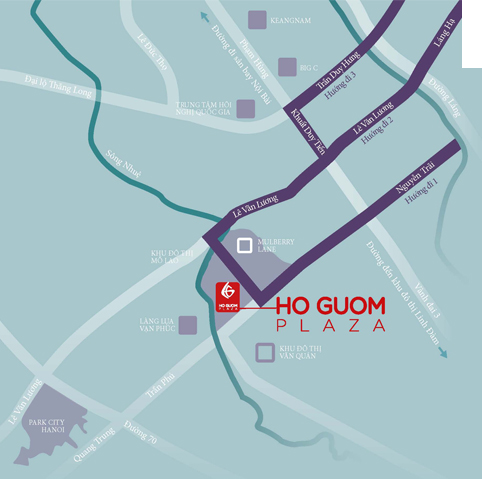 KEANGNAM
Láng Hạ
Lê Đức Thọ
Phạm Hùng
Đường đi sân bay Nội Bài
BIG C
Trần Duy Hưng
Hướng đi 3
Đại lộ Thăng Long
TRUNG TÂM HỘI
NGHỊ QUỐC GIA
Đường Láng
Khuất Duy Tiến
Lê Văn Lương
Hướng đi 2
Sông Nhuệ
Nguyễn Trãi
Hướng đi 1
Lê Văn Lương
MULBERRY
LANE
KHU ĐÔ THỊ
MỖ LAO
Đường đến khu đô thị Linh Đàm
Vành đai 3
HO GUOM
PLAZA
HO GUOM
PLAZA
LÀNG LỤA
VẠN PHÚC
KHU ĐÔ THỊ
VĂN QUÁN
Trần Phú
Lê Văn Lương
PARK CITY
HANOI
Đường 70
Quang Trung